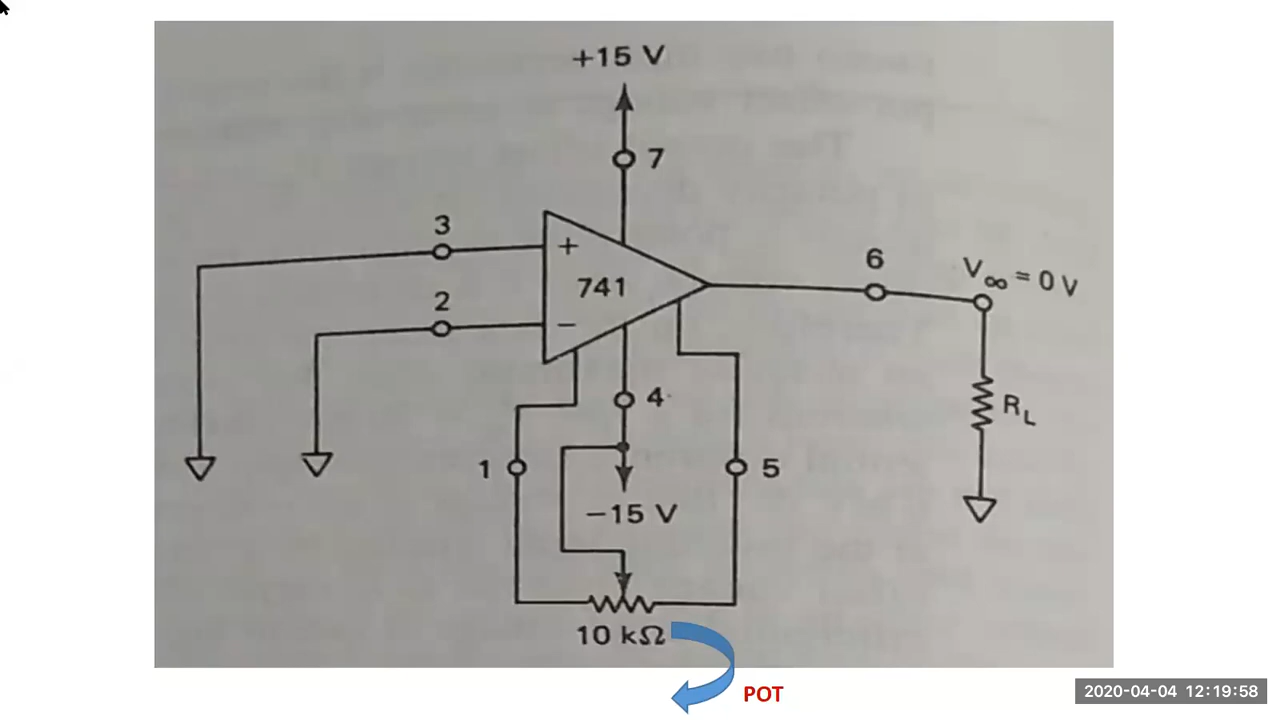 +15 V
7
3
+
6
V∞ = 0 V
741
2
−
4
RL
1
5
−15 V
10 kΩ
POT
2020-04-04 12:19:58